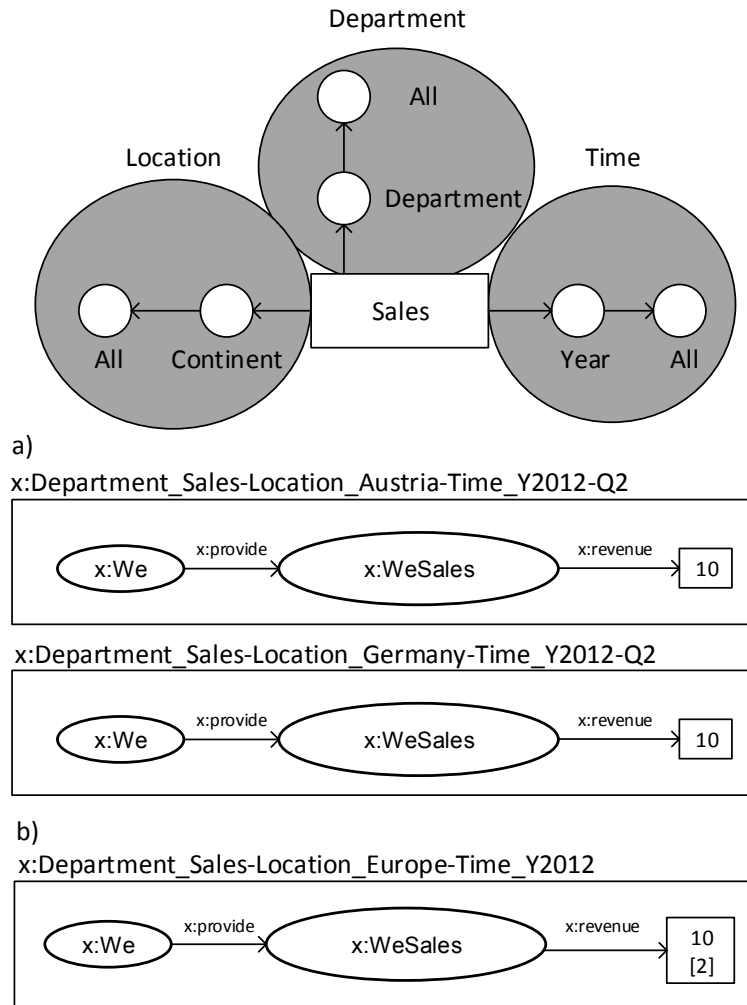 Department
All
Location
Time
Department
Sales
All
Continent
Year
All
a)
x:Department_Sales-Location_Austria-Time_Y2012-Q2
x:provide
x:revenue
x:We
x:WeSales
10
x:Department_Sales-Location_Germany-Time_Y2012-Q2
x:provide
x:revenue
x:We
x:WeSales
10
b)
x:Department_Sales-Location_Europe-Time_Y2012
x:provide
x:revenue
x:We
x:WeSales
10
[2]